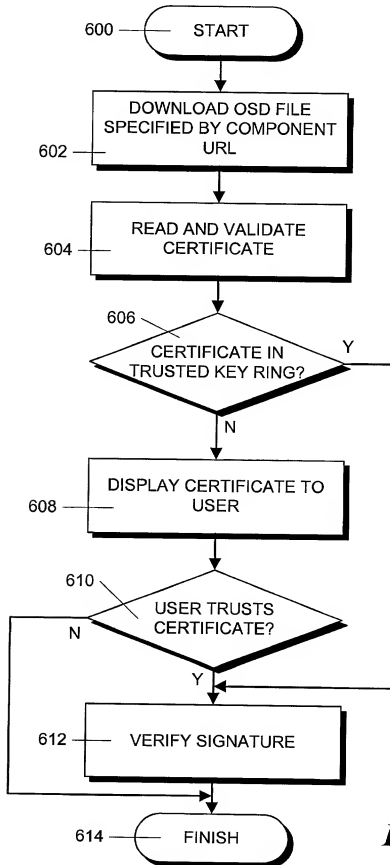 600
START
DOWNLOAD OSD FILE
SPECIFIED BY COMPONENT
URL
602
READ AND VALIDATE
CERTIFICATE
604
606
CERTIFICATE IN
TRUSTED KEY RING?
Y
N
DISPLAY CERTIFICATE TO
USER
608
610
USER TRUSTS
CERTIFICATE?
N
Y
612
VERIFY SIGNATURE
614
FINISH